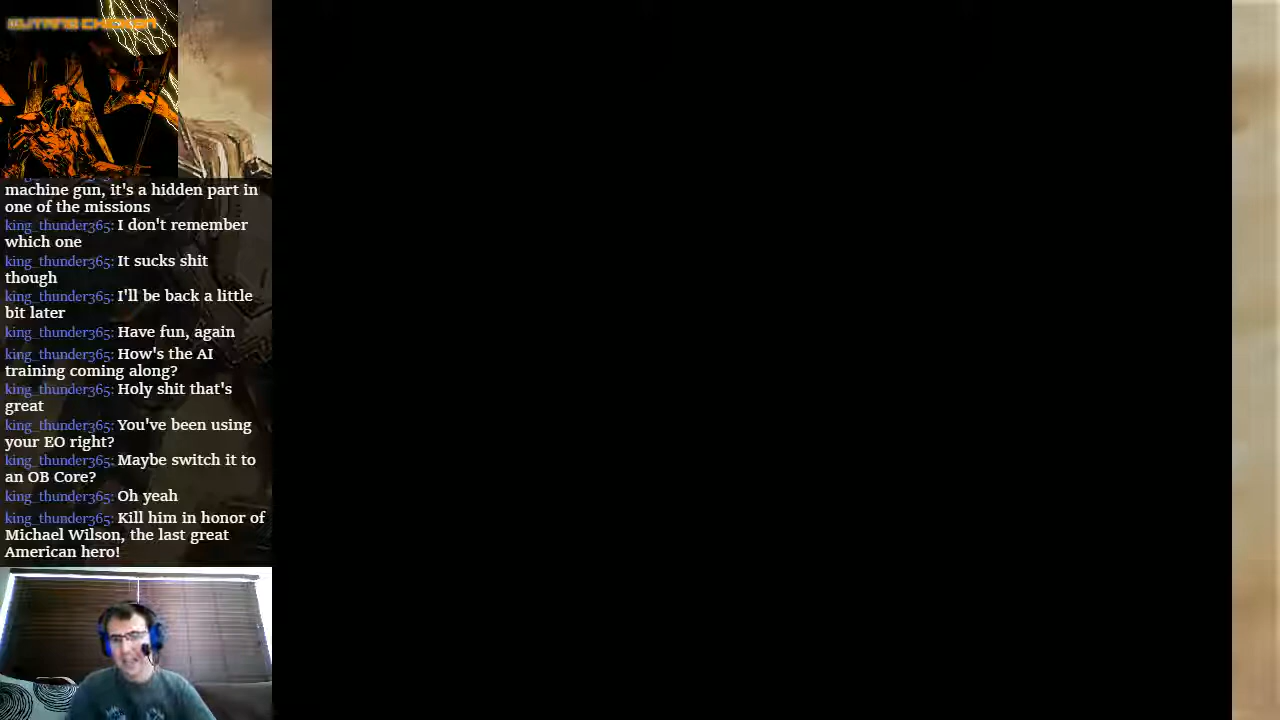 machine gun, it's a hidden part in
one of the missions
king_thunder365: I don't remember
which one
king_thunder365: It sucks shit
though
king_thunder365: I'll be back a little
bit later
king_thunder365: Have fun, again
king_thunder365: How's the AI
training coming along?
king_thunder365: Holy shit that's
great
king_thunder365: You've been using
your EO right?
king_thunder365: Maybe switch it to
an OB Core?
king_thunder365: Oh yeah
king_thunder365: Kill him in honor of
Michael Wilson, the last great
American hero!